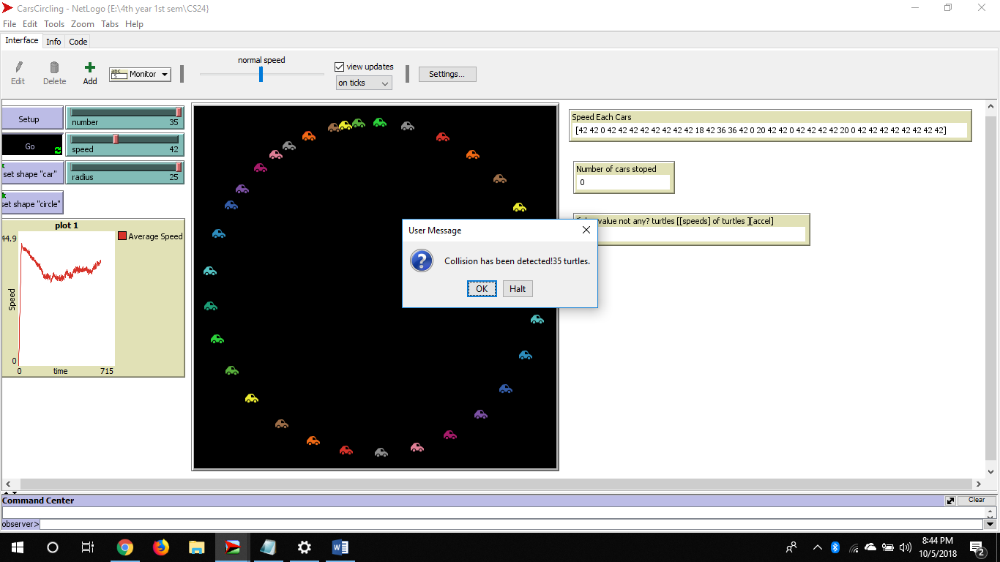 CarsCircling - NetLogo {E:\4th year 1st sem\CS24}
File Edit Tools Zoom Tabs Help
Interface Info Code
normal speed
view updates
Edit Delete Add Monitor on ticks Settings...
Setup
number 35
Go
speed 42
set shape "car"
radius 25
set shape "circle"
plot 1
44.9
Average Speed
Speed
0
0 time 715
Speed Each Cars
[42 42 0 42 42 42 42 42 42 42 42 18 42 36 36 42 0 20 42 42 0 42 42 42 42 20 0 42 42 42 42 42 42 42 42]
Number of cars stoped
0
value not any? turtles [[speeds] of turtles ][accel]
User Message
Collision has been detected!35 turtles.
OK Halt
Command Center
Clear
observer>
8:44 PM
10/5/2018
2